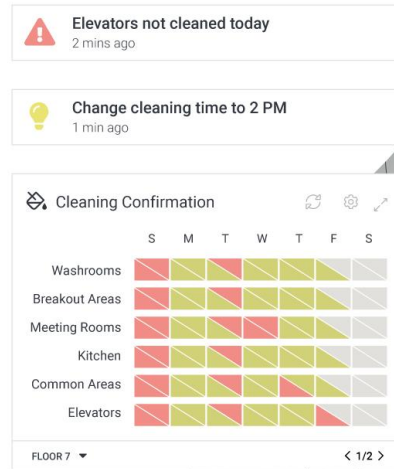 Elevators not cleaned today
2 mins ago
Change cleaning time to 2 PM
1 min ago
Cleaning Confirmation
S M T W T F S
Washrooms
Breakout Areas
Meeting Rooms
Kitchen
Common Areas
Elevators
FLOOR 7 1/2